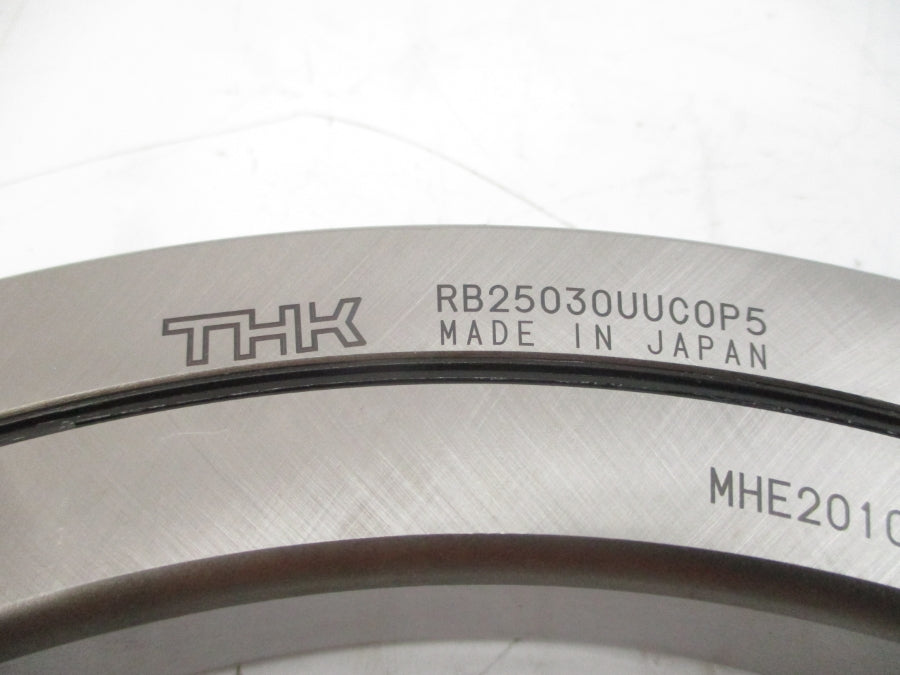 THK
RB25030UUC0P5
MADE IN JAPAN
MHE2010